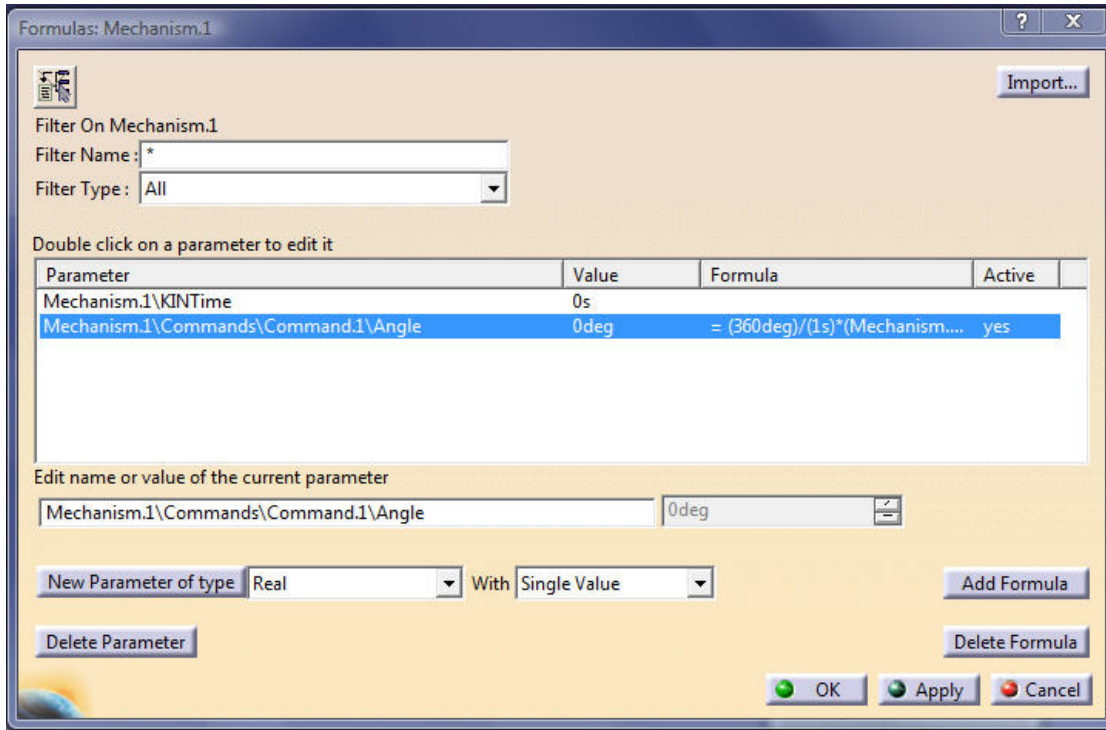 Formulas: Mechanism.1
? X
Import...
Filter On Mechanism.1
Filter Name : *
Filter Type : All
Double click on a parameter to edit it
Parameter Value Formula Active
Mechanism.1\KINTime 0s
Mechanism.1\Commands\Command.1\Angle 0deg = (360deg)/(1s)*(Mechanism.... yes
Edit name or value of the current parameter
Mechanism.1\Commands\Command.1\Angle 0deg
New Parameter of type Real With Single Value Add Formula
Delete Parameter Delete Formula
OK Apply Cancel